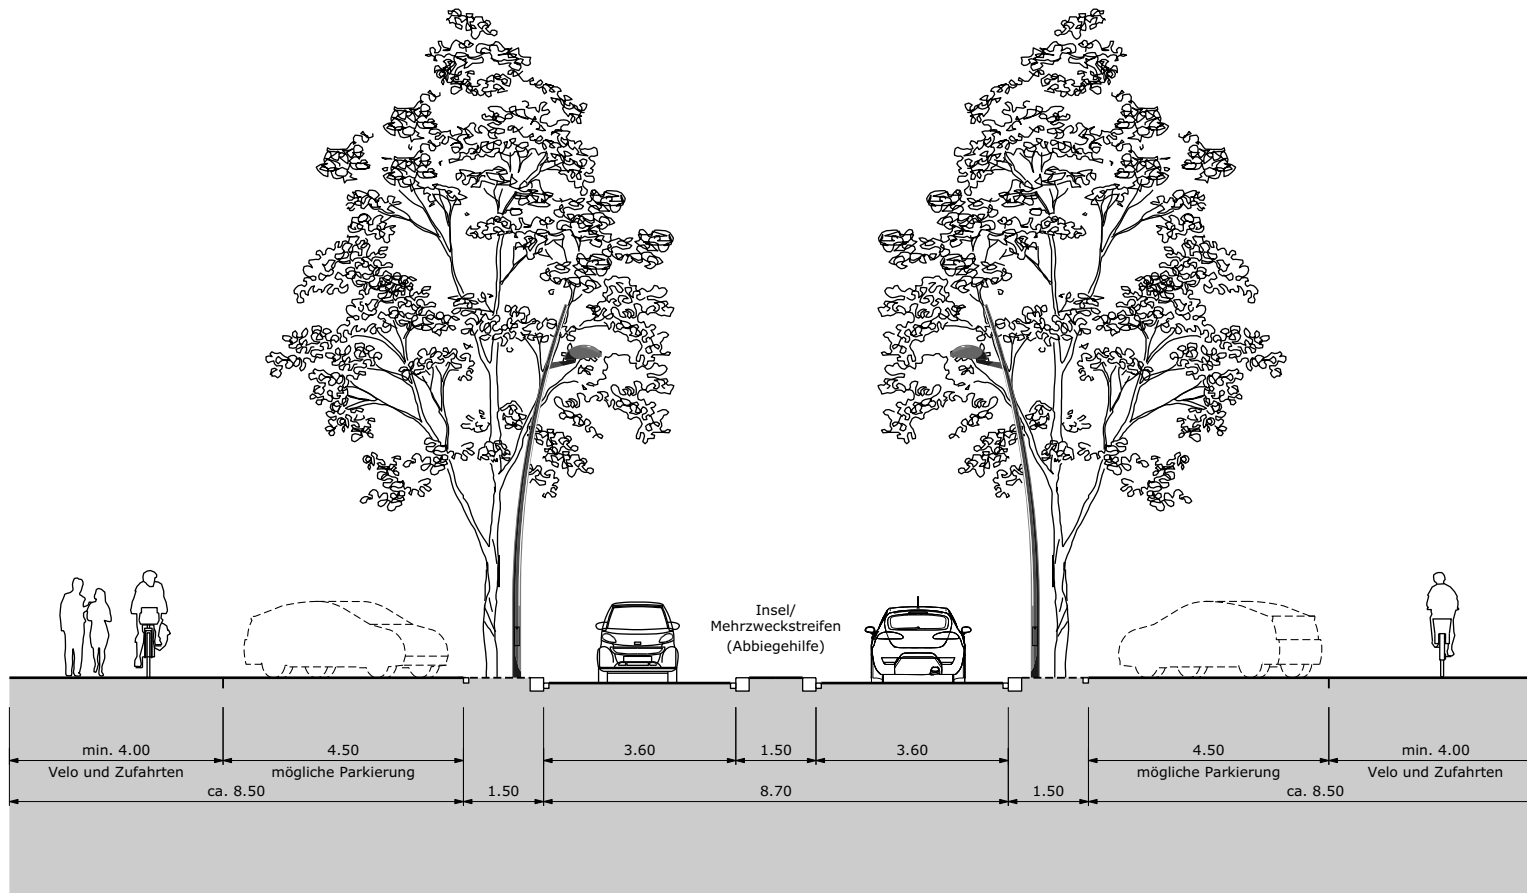 Insel/
Mehrzweckstreifen
(Abbiegehilfe)
min. 4.00 4.50 3.60 1.50 3.60 4.50 min. 4.00
Velo und Zufahrten mögliche Parkierung mögliche Parkierung Velo und Zufahrten
ca. 8.50 1.50 8.70 1.50 ca. 8.50